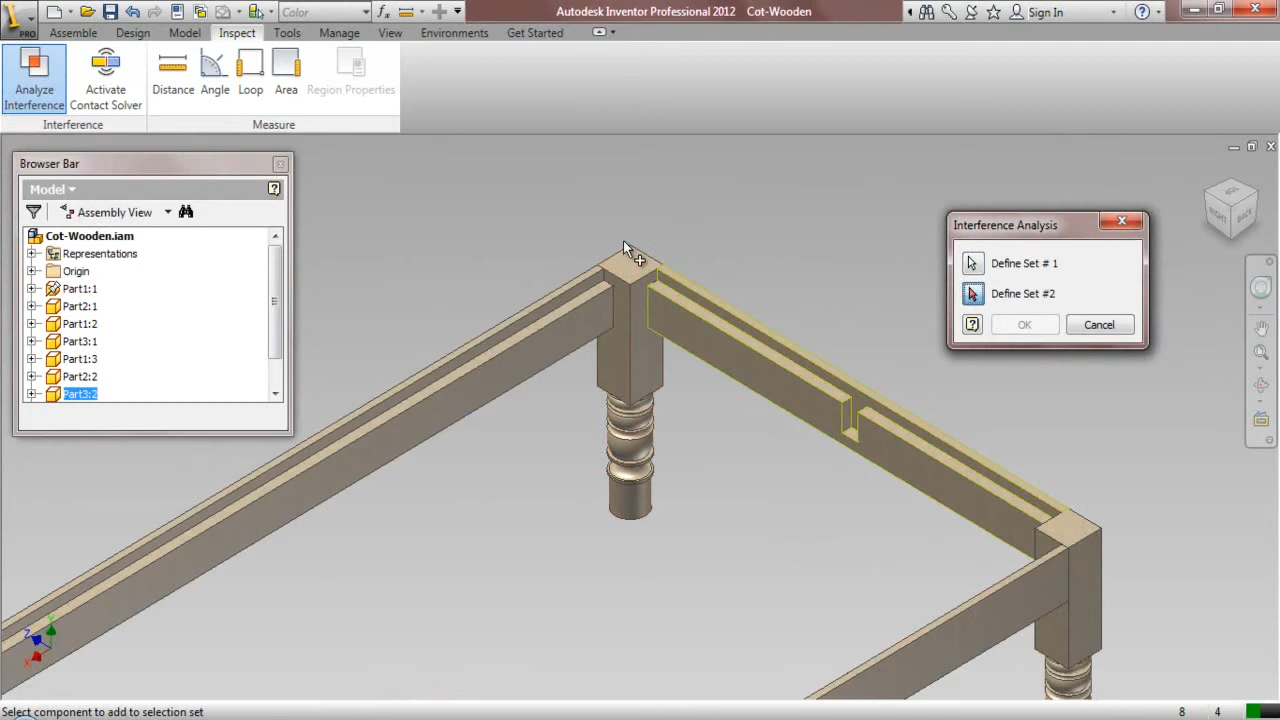 Color
Autodesk Inventor Professional 2012 Cot-Wooden
Sign In
PRO
Assemble Design Model Inspect Tools Manage View Environments Get Started
Analyze Interference
Activate Contact Solver
Distance Angle Loop Area Region Properties
Interference Measure
Browser Bar
Model
Assembly View
Cot-Wooden.iam
Representations
Origin
Part1:1
Part2:1
Part1:2
Part3:1
Part1:3
Part2:2
Part3:2
Interference Analysis
Define Set # 1
Define Set #2
OK Cancel
RIGHT BACK
Y
Z
X
Select component to add to selection set 8 4